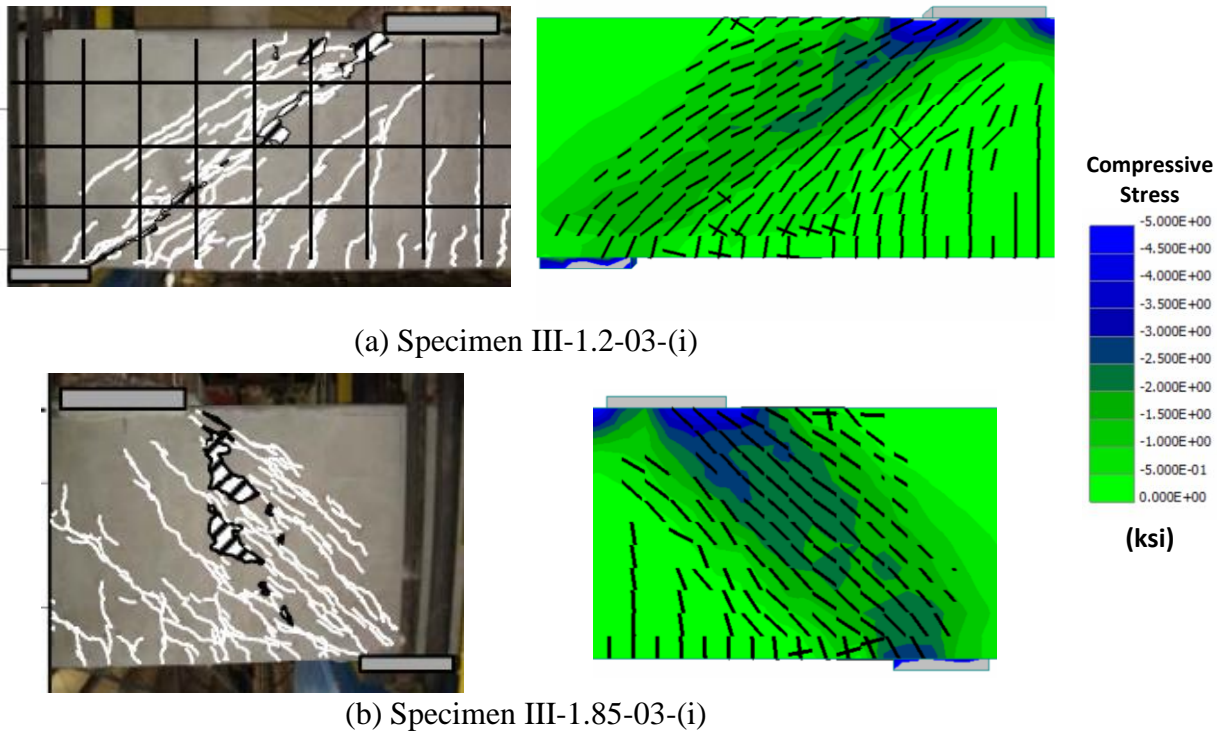 Compressive
Stress
-5.000E+00
-4.500E+00
-4.000E+00
-3.500E+00
-3.000E+00
-2.500E+00
-2.000E+00
-1.500E+00
-1.000E+00
-5.000E-01
0.000E+00
(ksi)
(a) Specimen III-1.2-03-(i)
(b) Specimen III-1.85-03-(i)